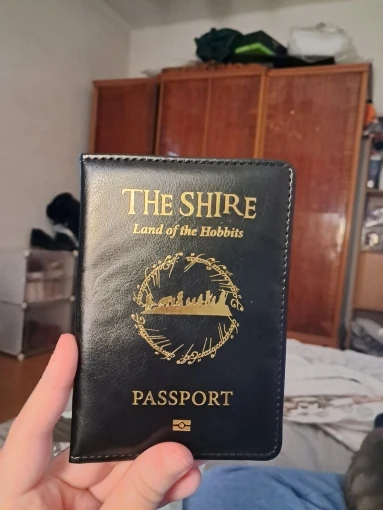 THE SHIRE
Land of the Hobbits
PASSPORT